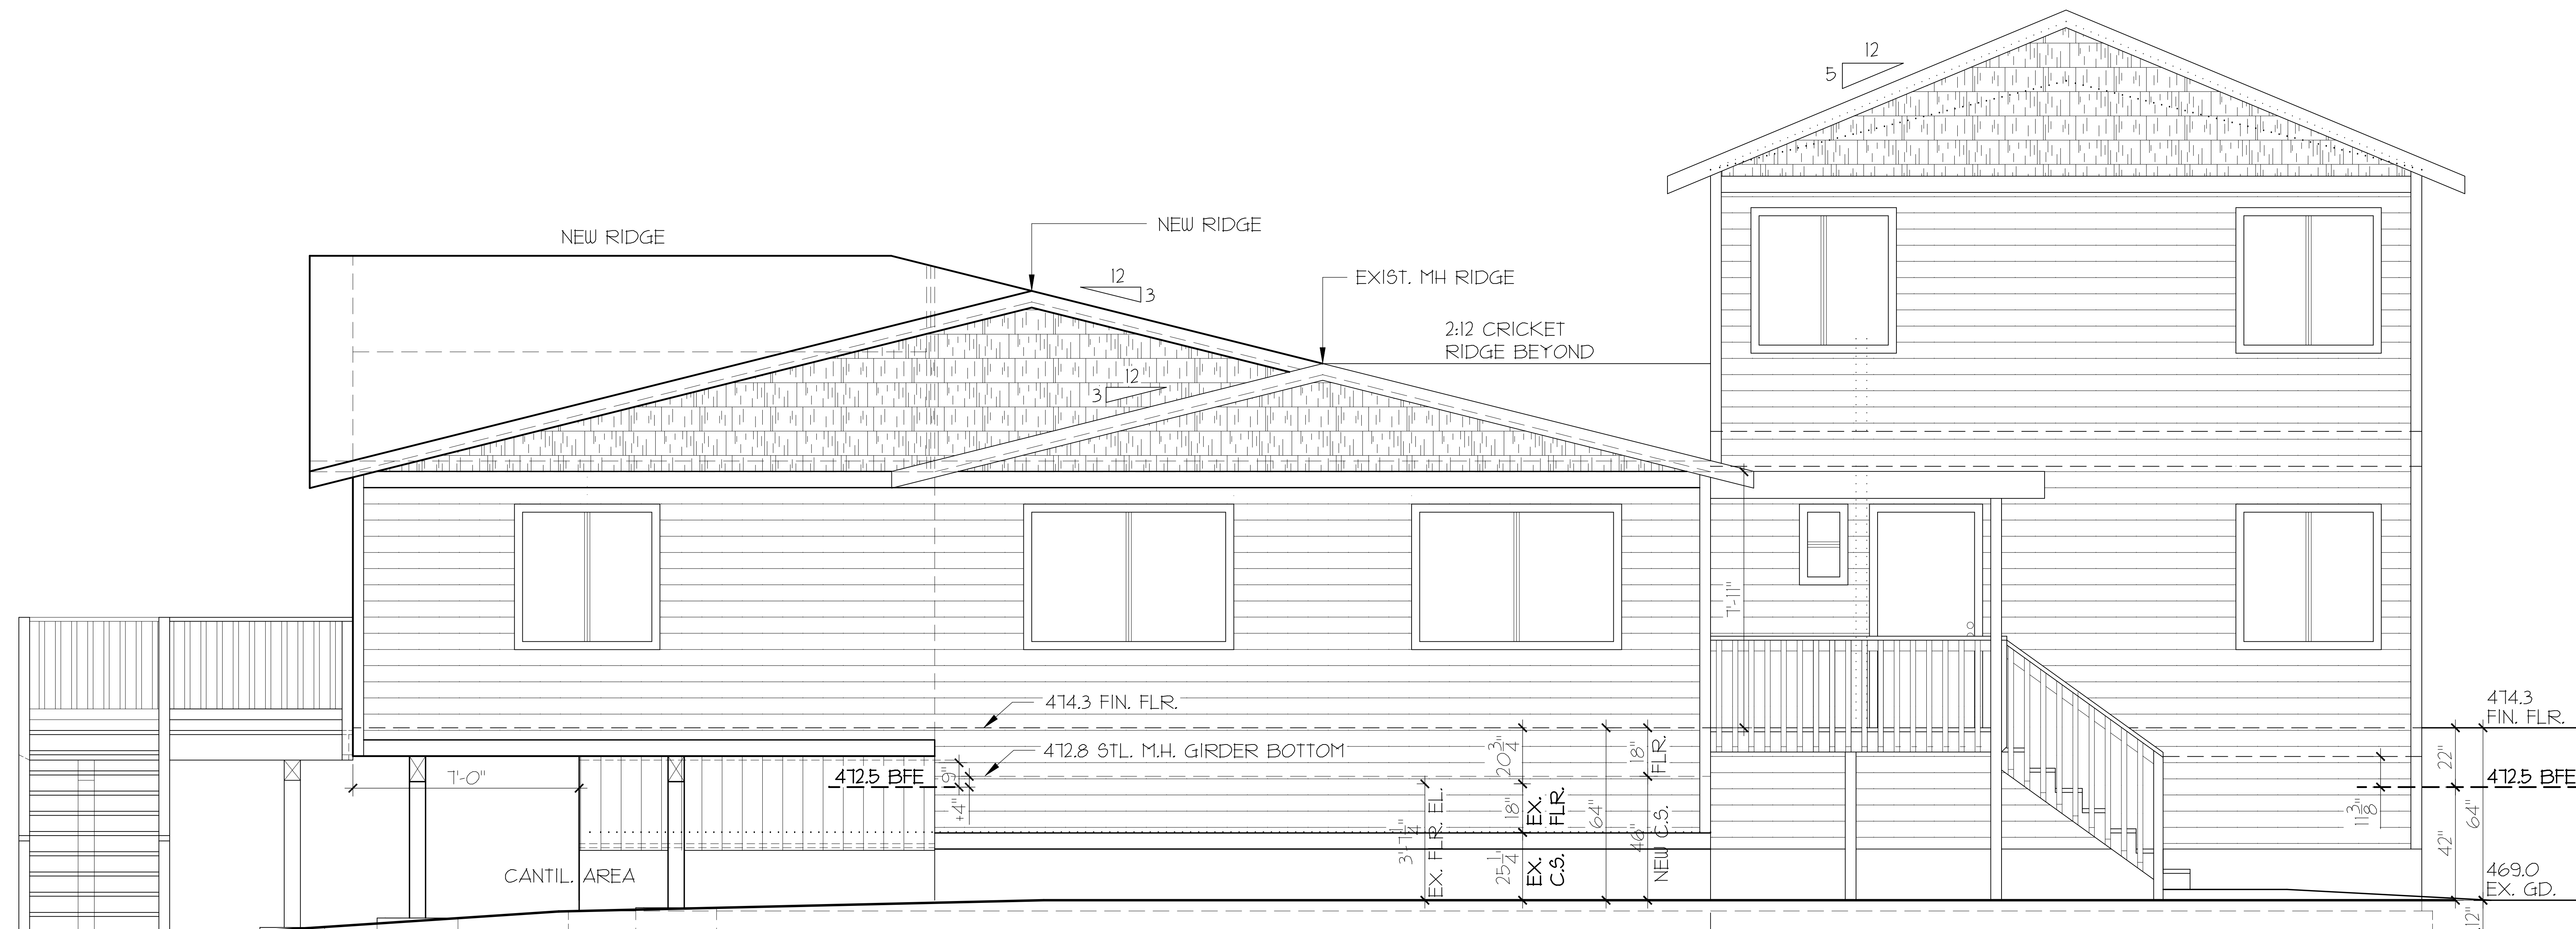 12
5
NEW RIDGE
NEW RIDGE
12
3
EXIST. MH RIDGE
2:12 CRICKET
RIDGE BEYOND
12
3
7'-11"
474.3 FIN. FLR.
472.8 STL. M.H. GIRDER BOTTOM
7'-0"
472.5 BFE
9"
+4"
CANTIL. AREA
3'-7 1/4"
EX. FLR. EL.
20 3/4"
18"
EX.
FLR.
25 1/4"
EX.
C.S.
64"
18"
FLR.
46"
NEW C.S.
474.3
FIN. FLR.
22"
472.5 BFE
11 3/8"
42"
64"
469.0
EX. GD.
12"